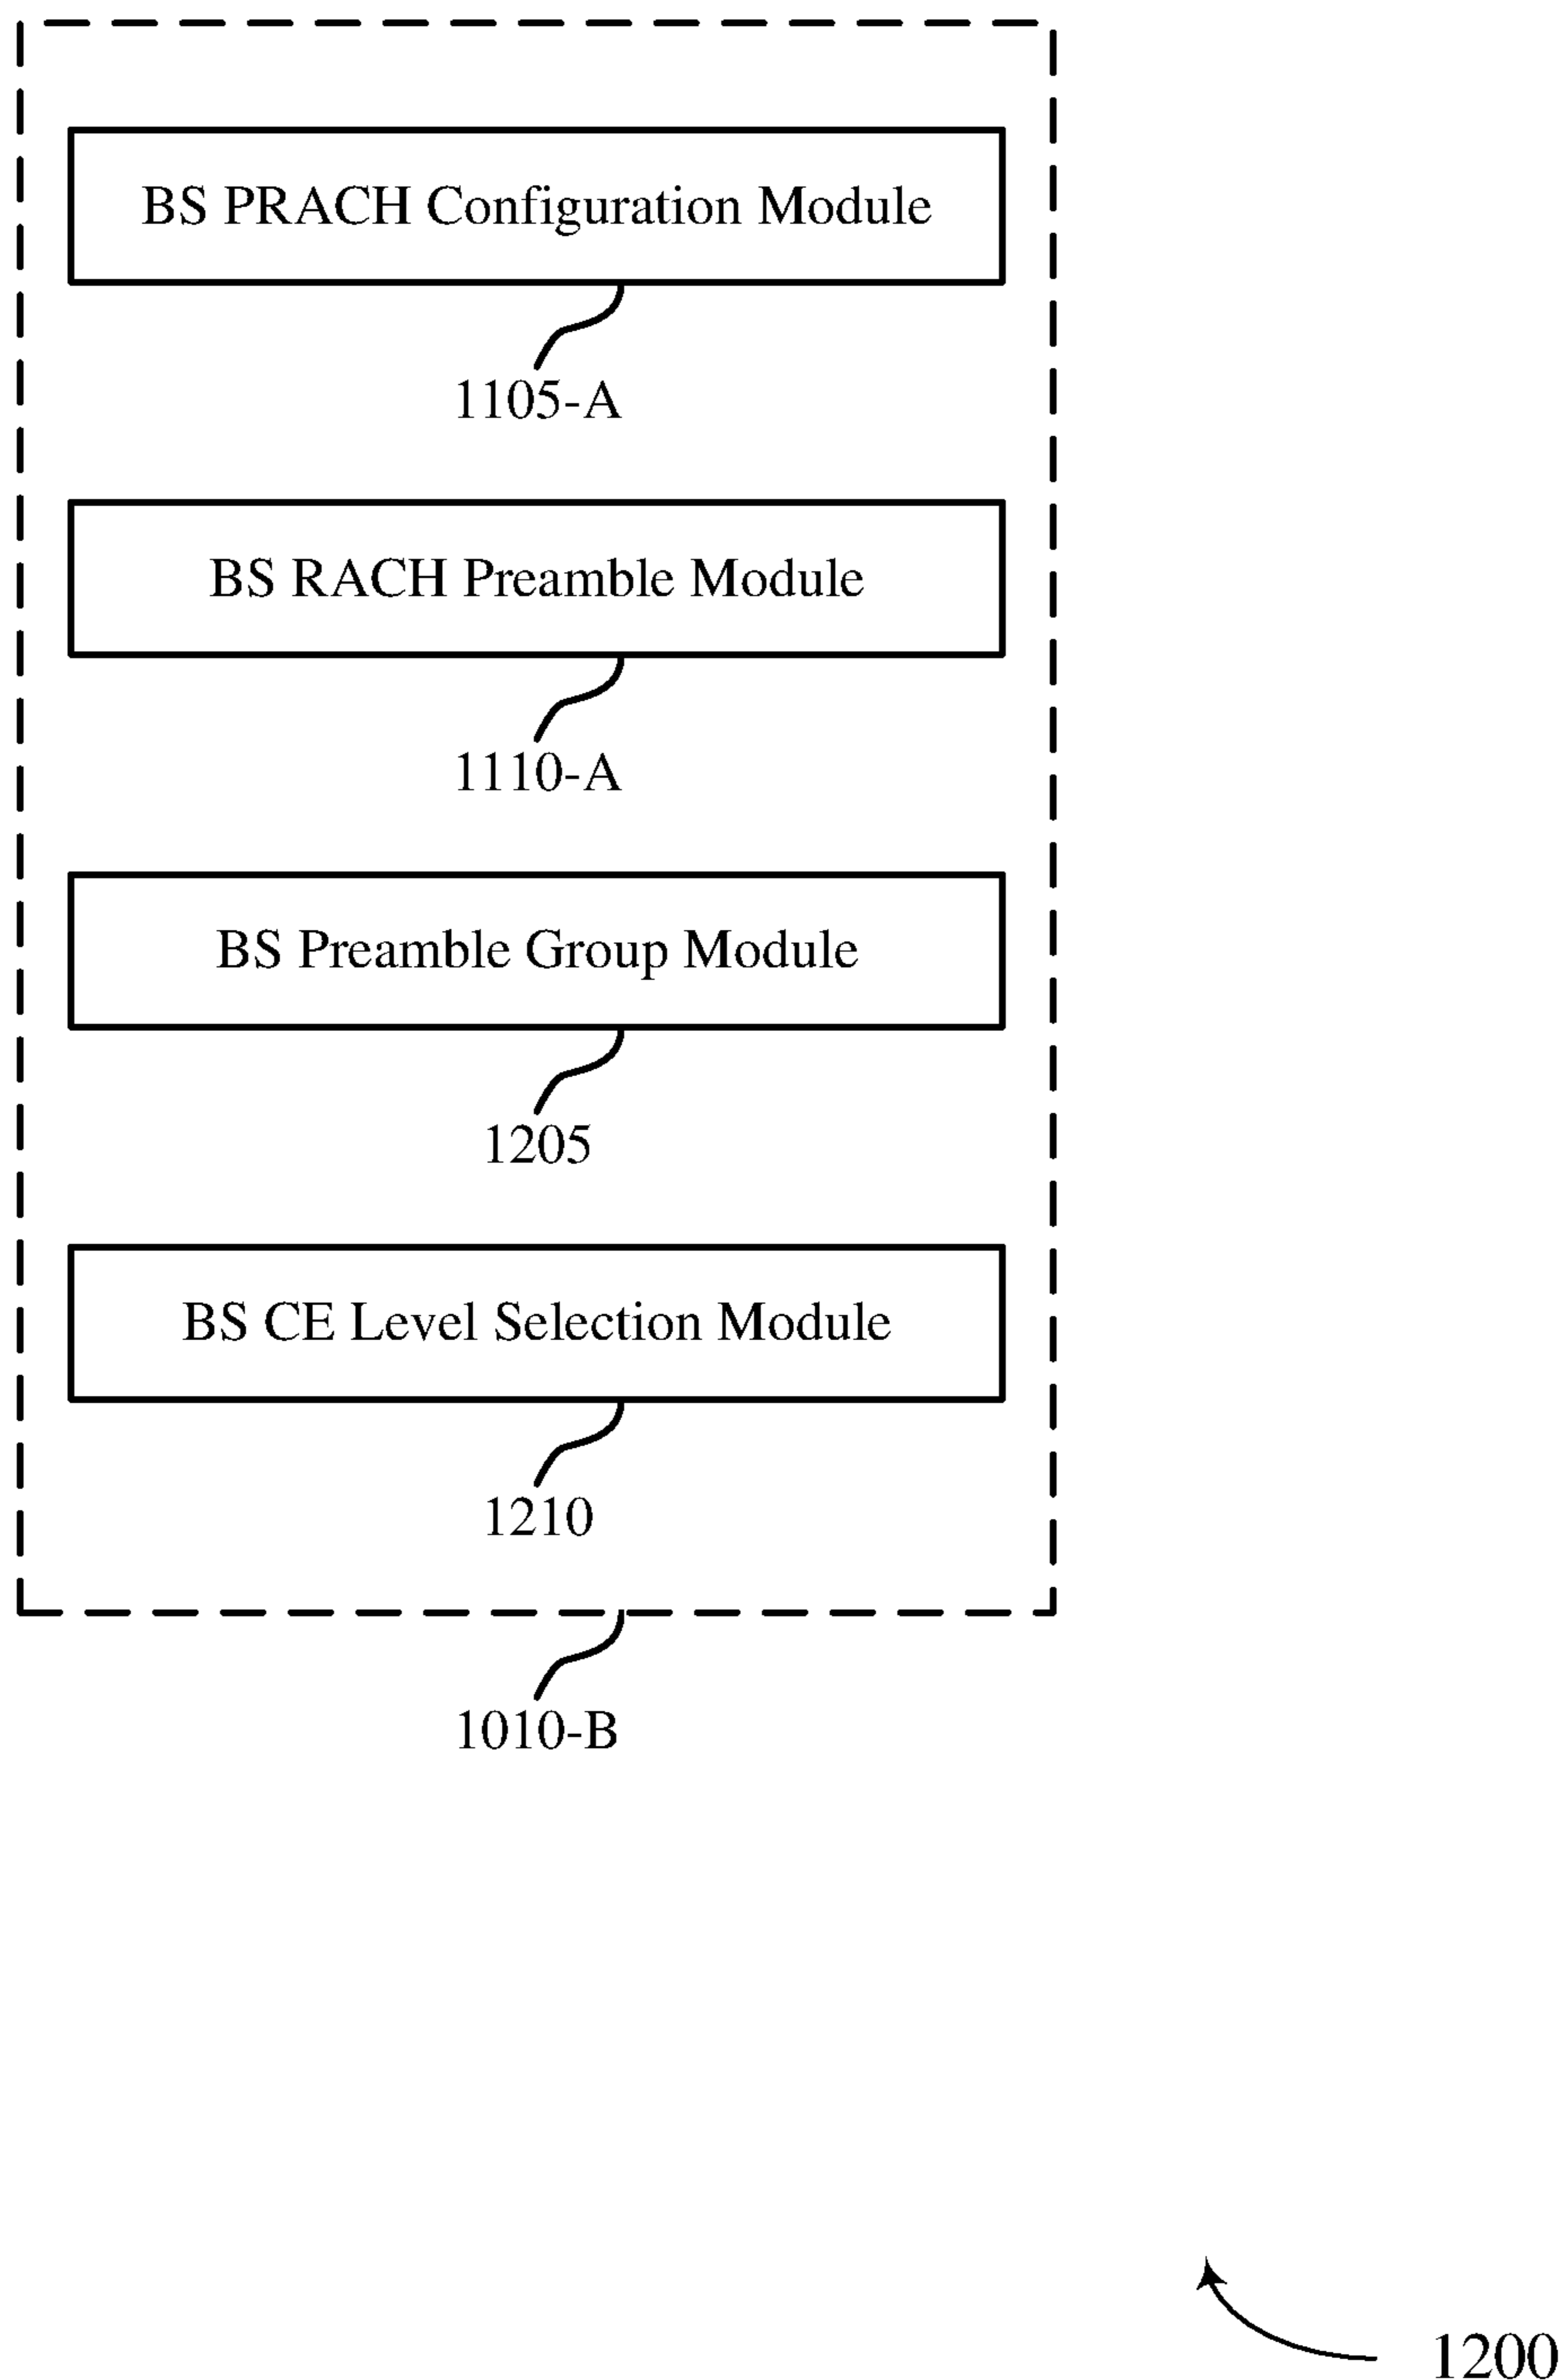 BS PRACH Configuration Module
1105-A
BS RACH Preamble Module
1110-A
BS Preamble Group Module
1205
BS CE Level Selection Module
1210
1010-B
1200